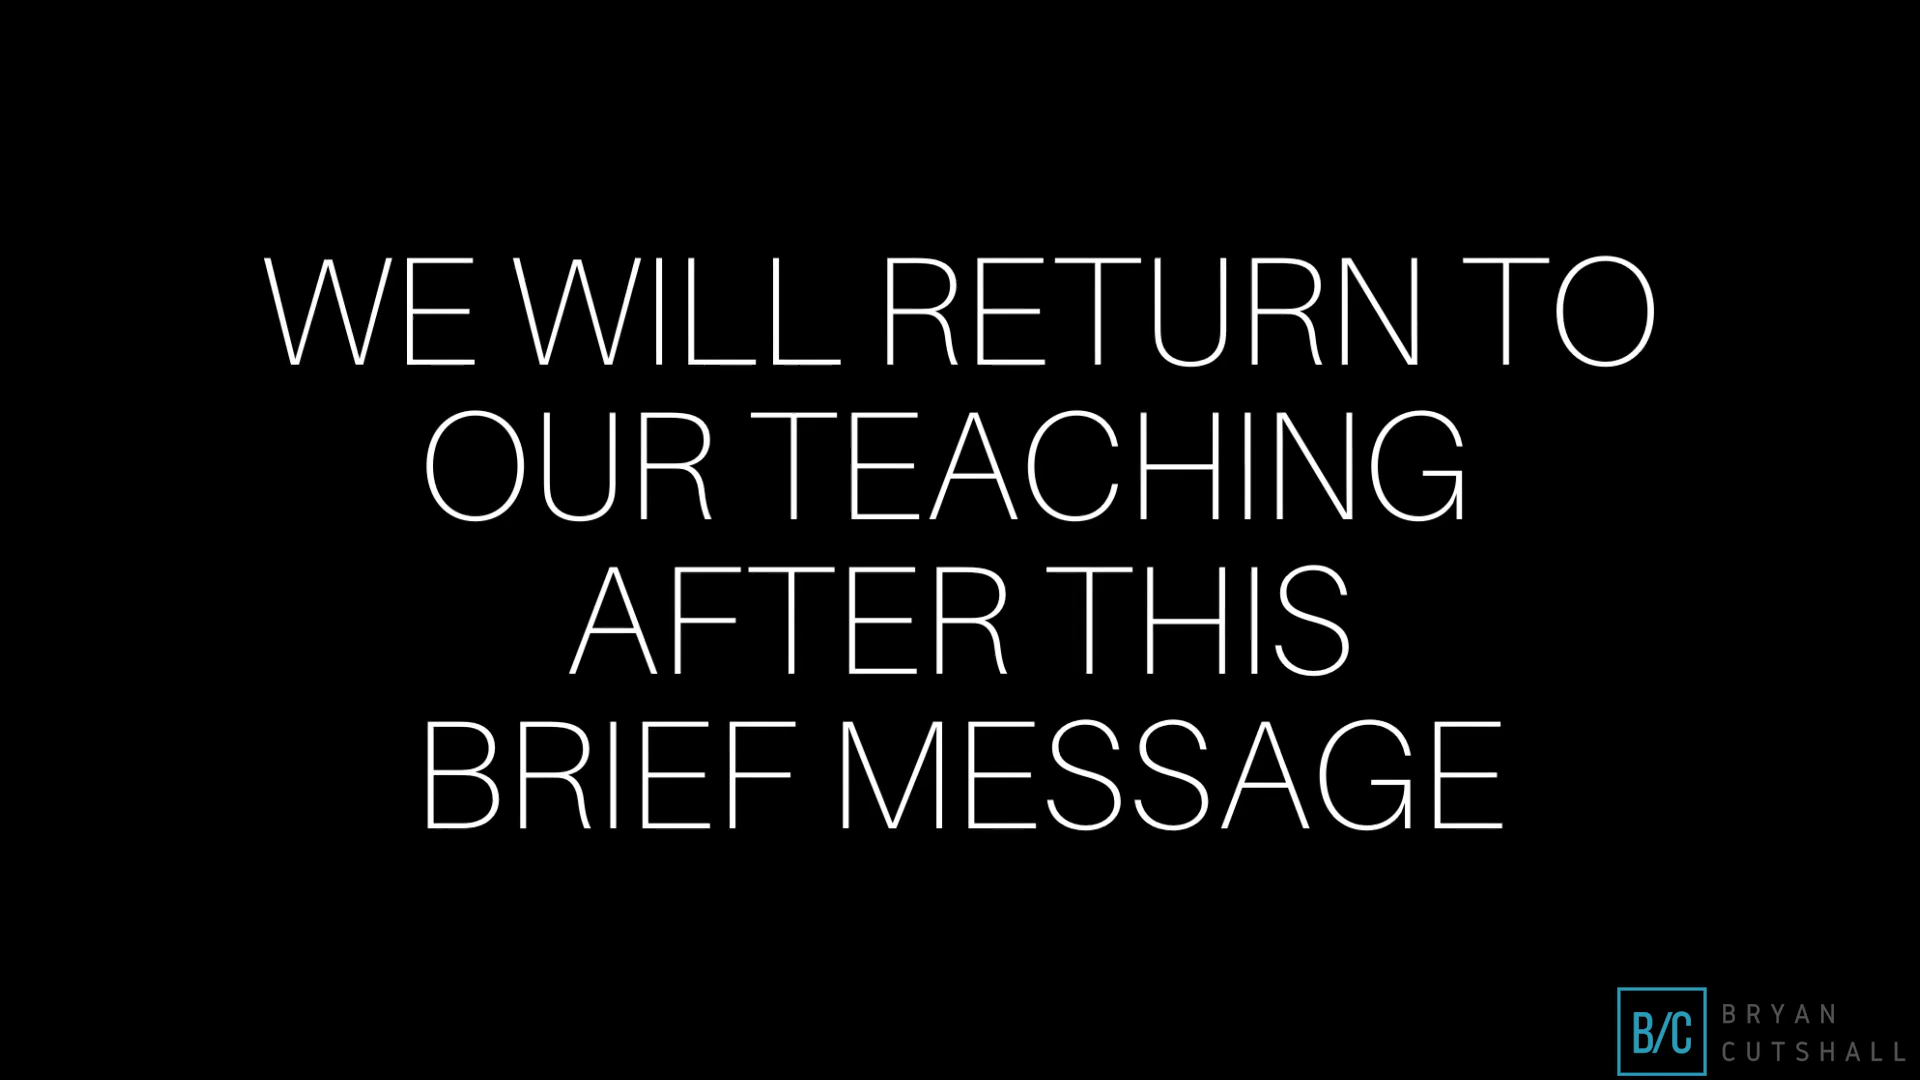 WE WILL RETURN TO
OUR TEACHING
AFTER THIS
BRIEF MESSAGE
B/C
BRYAN
CUTSHALL